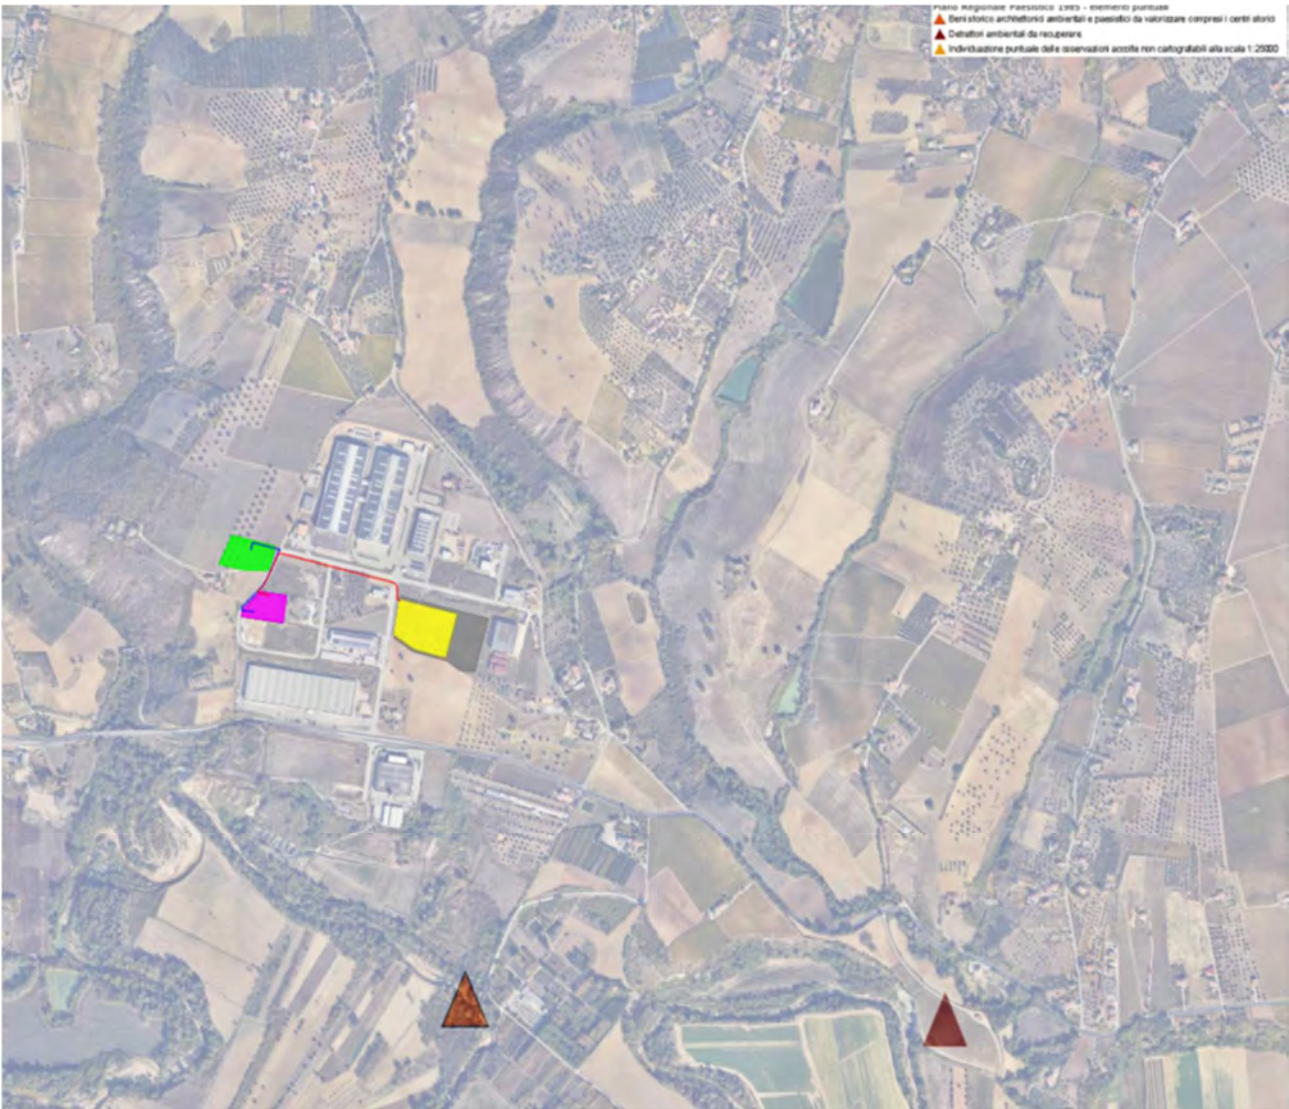 Piano Regionale Paesistico 1985 - elementi puntuali
Beni storico architettonici ambientali e paesistici da valorizzare compresi i centri storici
Detrattori ambientali da recuperare
Individuazione puntuale delle osservazioni accolte non cartografabili alla scala 1:25000